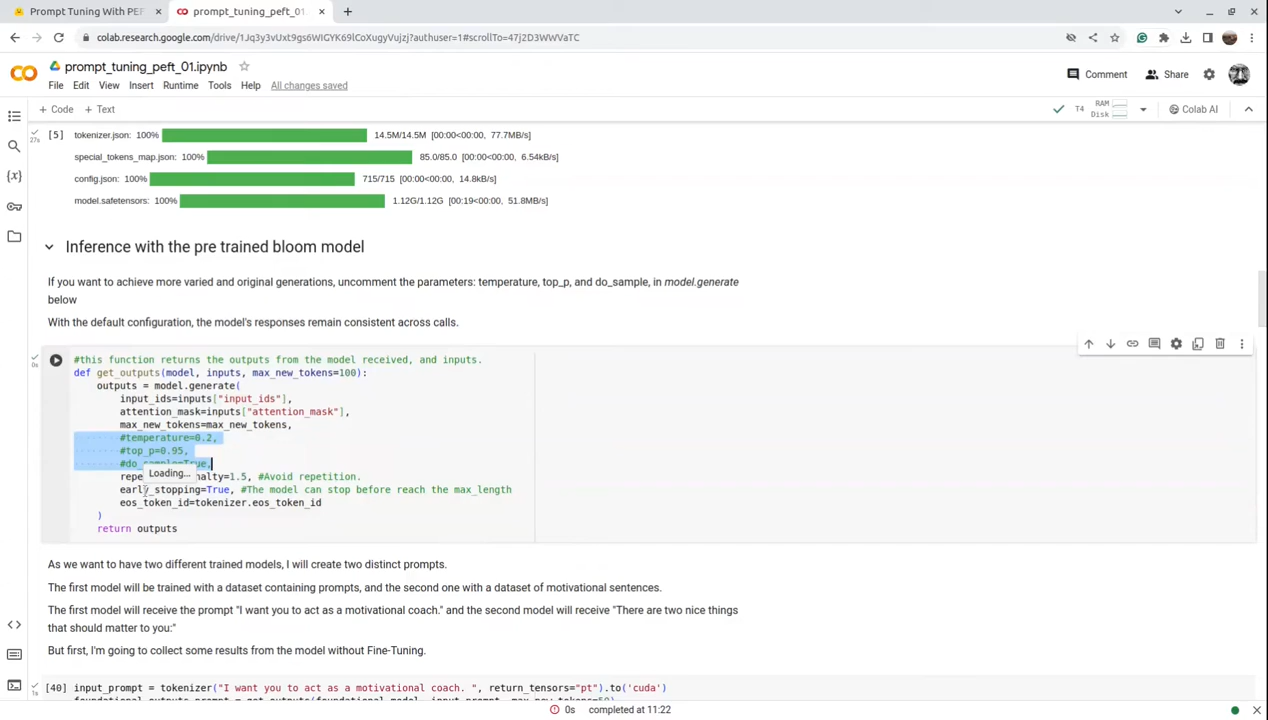 Prompt Tuning With PEF
prompt_tuning_peft_01.
colab.research.google.com/drive/1Jq3y3vUxt9gs6WIGYK69lCoXugyVujzj?authuser=1#scrollTo=47j2D3WWVaTC
prompt_tuning_peft_01.ipynb
Comment
Share
File Edit View Insert Runtime Tools Help All changes saved
+ Code + Text
T4
RAM
Disk
Colab AI
[5]
27s
tokenizer.json: 100% 14.5M/14.5M [00:00<00:00, 77.7MB/s]
special_tokens_map.json: 100% 85.0/85.0 [00:00<00:00, 6.54kB/s]
config.json: 100% 715/715 [00:00<00:00, 14.8kB/s]
model.safetensors: 100% 1.12G/1.12G [00:19<00:00, 51.8MB/s]
Inference with the pre trained bloom model
If you want to achieve more varied and original generations, uncomment the parameters: temperature, top_p, and do_sample, in model.generate
below
With the default configuration, the model's responses remain consistent across calls.
0s
#this function returns the outputs from the model received, and inputs.
def get_outputs(model, inputs, max_new_tokens=100):
outputs = model.generate(
input_ids=inputs["input_ids"],
attention_mask=inputs["attention_mask"],
max_new_tokens=max_new_tokens,
#temperature=0.2,
#top_p=0.95,
#do_sample=True,
Loading...
repe nalty=1.5, #Avoid repetition.
early_stopping=True, #The model can stop before reach the max_length
eos_token_id=tokenizer.eos_token_id
)
return outputs
As we want to have two different trained models, I will create two distinct prompts.
The first model will be trained with a dataset containing prompts, and the second one with a dataset of motivational sentences.
The first model will receive the prompt "I want you to act as a motivational coach." and the second model will receive "There are two nice things
that should matter to you:"
But first, I'm going to collect some results from the model without Fine-Tuning.
[40] input_prompt = tokenizer("I want you to act as a motivational coach. ", return_tensors="pt").to('cuda')
1s
0s completed at 11:22